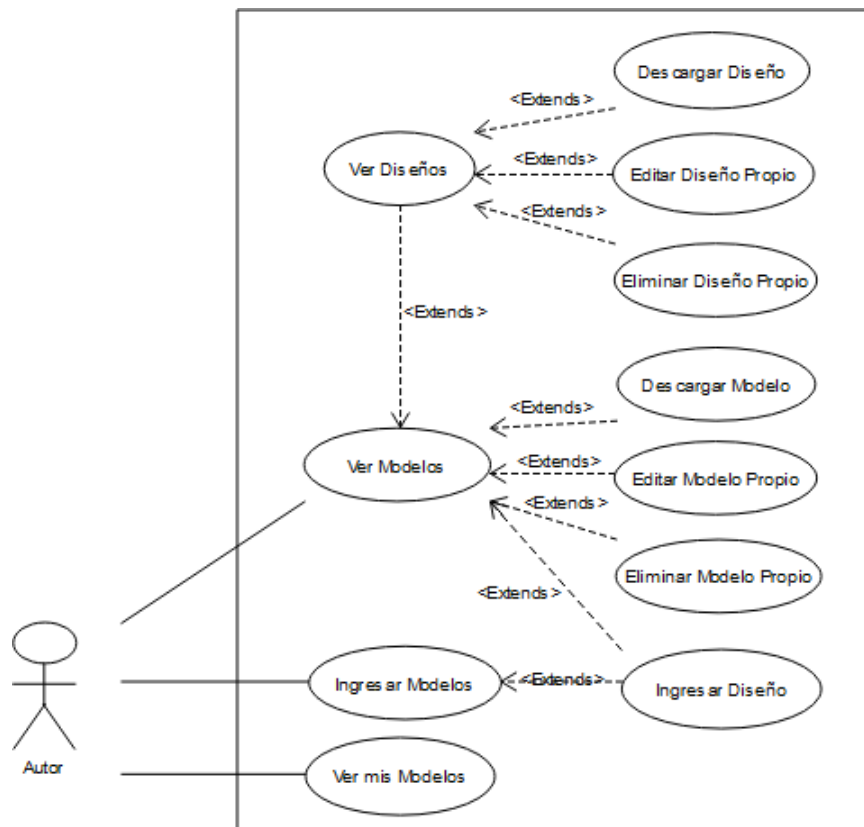 Descargar Diseño
<Extends>
Ver Diseños
<Extends>
Editar Diseño Propio
<Extends>
Eliminar Diseño Propio
<Extends>
Descargar Modelo
<Extends>
Ver Modelos
<Extends>
Editar Modelo Propio
<Extends>
Eliminar Modelo Propio
<Extends>
Ingresar Modelos
<Extends>
Ingresar Diseño
Autor
Ver mis Modelos